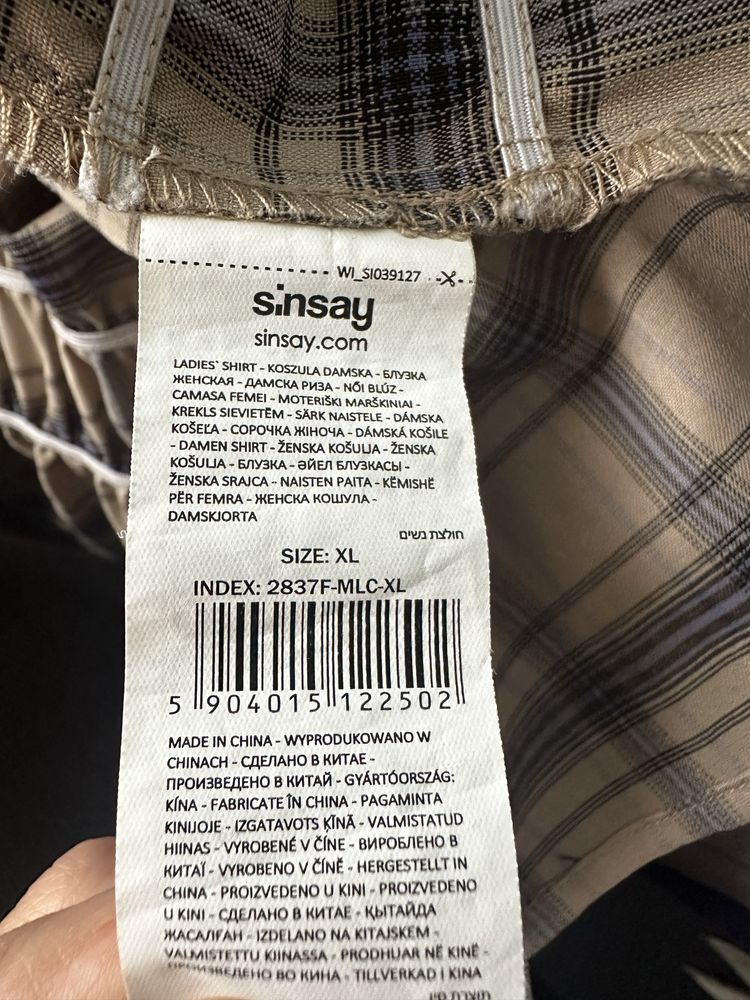 WI_SI039127
sinsay
sinsay.com
LADIES` SHIRT - KOSZULA DAMSKA - БЛУЗКА
ЖЕНСКАЯ - ДАМСКА РИЗА - NŐI BLÚZ -
CAMASA FEMEI - MOTERIŠKI MARŠKINIAI -
KREKLS SIEVIETĒM - SÄRK NAISTELE - DÁMSKA
KOŠEĽA - СОРОЧКА ЖІНОЧА - DÁMSKÁ KOŠILE
- DAMEN SHIRT - ŽENSKA KOŠULJA - ŽENSKA
KOŠULJA - БЛУЗКА - ӘЙЕЛ БЛУЗКАСЫ -
ŽENSKA SRAJCA - NAISTEN PAITA - KËMISHË
PËR FEMRA - ЖЕНСКА КОШУЛА -
DAMSKJORTA
חולצת נשים
SIZE: XL
INDEX: 2837F-MLC-XL
5 904015 122502
MADE IN CHINA - WYPRODUKOWANO W
CHINACH - СДЕЛАНО В КИТАЕ -
ПРОИЗВЕДЕНО В КИТАЙ - GYÁRTÓORSZÁG:
KÍNA - FABRICATE ÎN CHINA - PAGAMINTA
KINIJOJE - IZGATAVOTS ĶĪNĀ - VALMISTATUD
HIINAS - VYROBENÉ V ČÍNE - ВИРОБЛЕНО В
КИТАЇ - VYROBENO V ČÍNĚ - HERGESTELLT IN
CHINA - PROIZVEDENO U KINI - PROIZVEDENO
U KINI - СДЕЛАНО В КИТАЕ - ҚЫТАЙДА
ЖАСАЛҒАН - IZDELANO NA KITAJSKEM -
VALMISTETTU KIINASSA - PRODHUAR NË KINË -
ПРОИЗВЕДЕНО ВО КИНА - TILLVERKAD I KINA
תוצרת סין